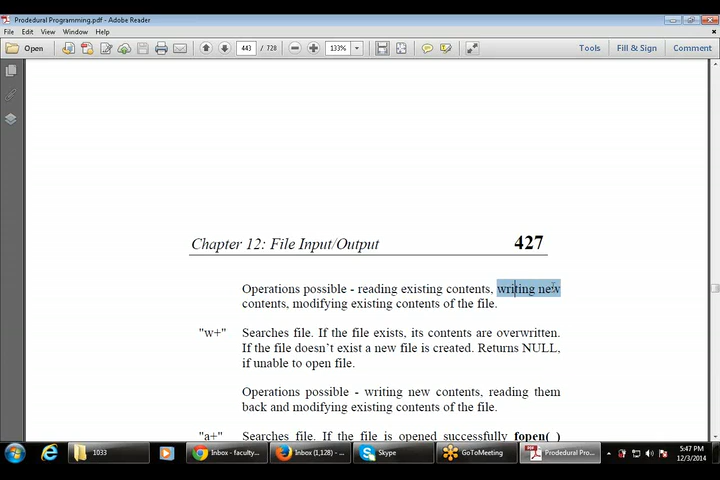 Prodedural Programming.pdf - Adobe Reader
File Edit View Window Help
Open 443 / 728 133% Tools Fill & Sign Comment
Chapter 12: File Input/Output 427
Operations possible - reading existing contents, writing new
contents, modifying existing contents of the file.
"w+" Searches file. If the file exists, its contents are overwritten.
If the file doesn`t exist a new file is created. Returns NULL,
if unable to open file.
Operations possible - writing new contents, reading them
back and modifying existing contents of the file.
"a+" Searches file. If the file is opened successfully fopen( )
1033 Inbox - faculty... Inbox (1,128) - ... Skype GoToMeeting Prodedural Pro...
5:47 PM
12/3/2014